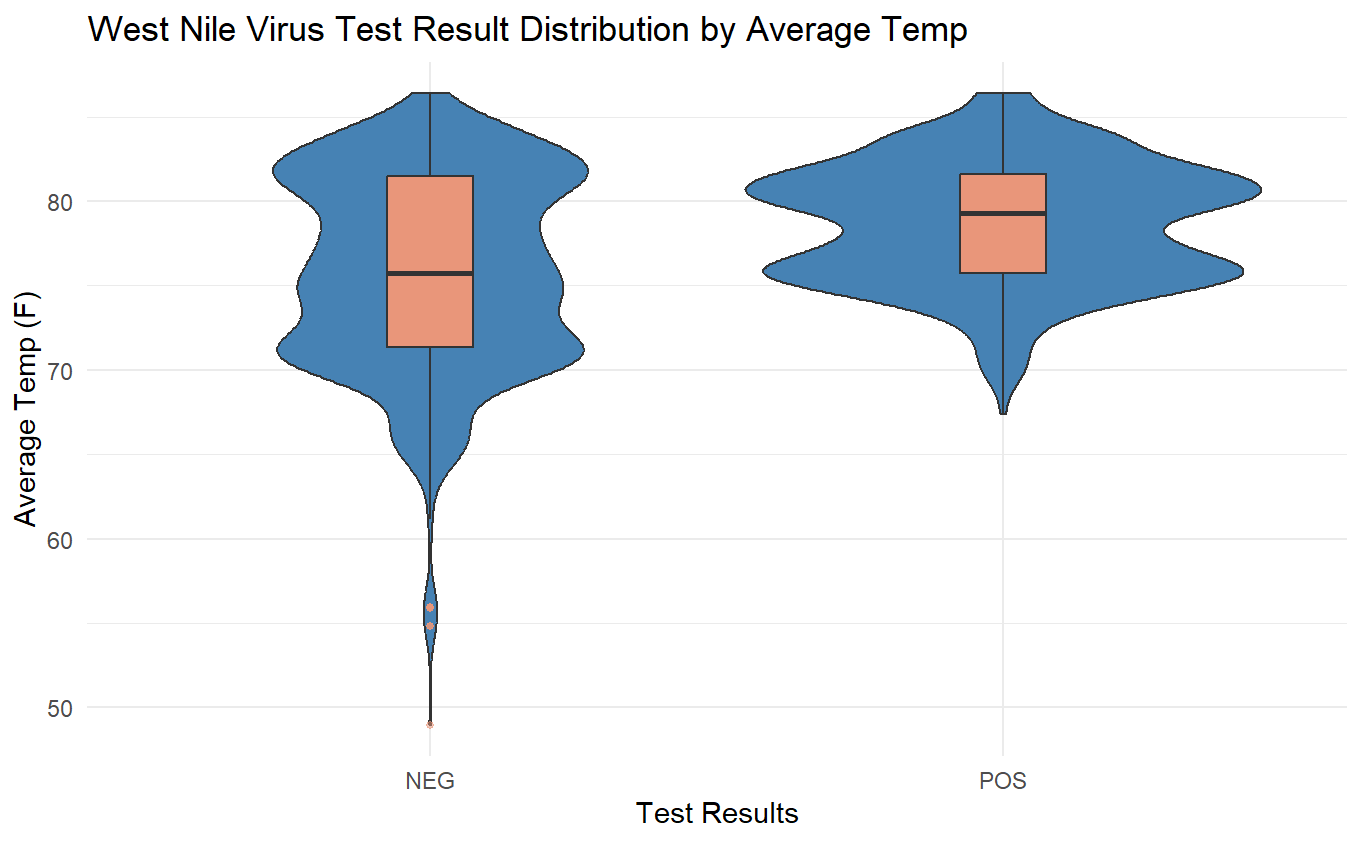 West Nile Virus Test Result Distribution by Average Temp
Average Temp (F)
80
70
60
50
NEG
POS
Test Results